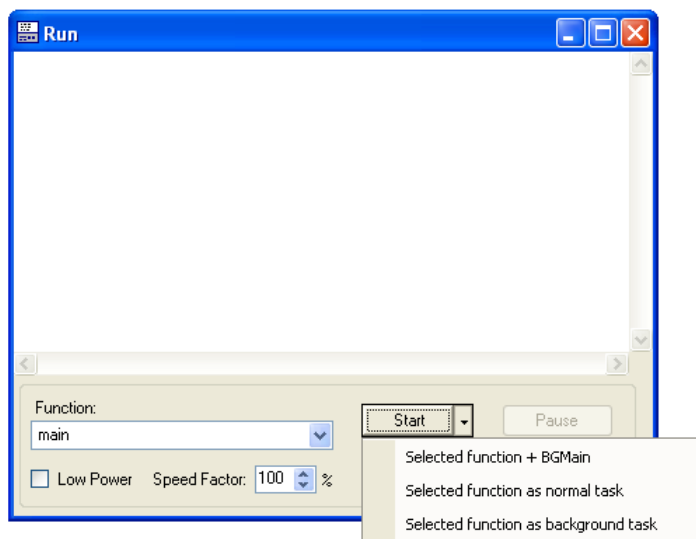 Run
Function:
main
Start
Pause
Low Power
Speed Factor: 100 %
Selected function + BGMain
Selected function as normal task
Selected function as background task